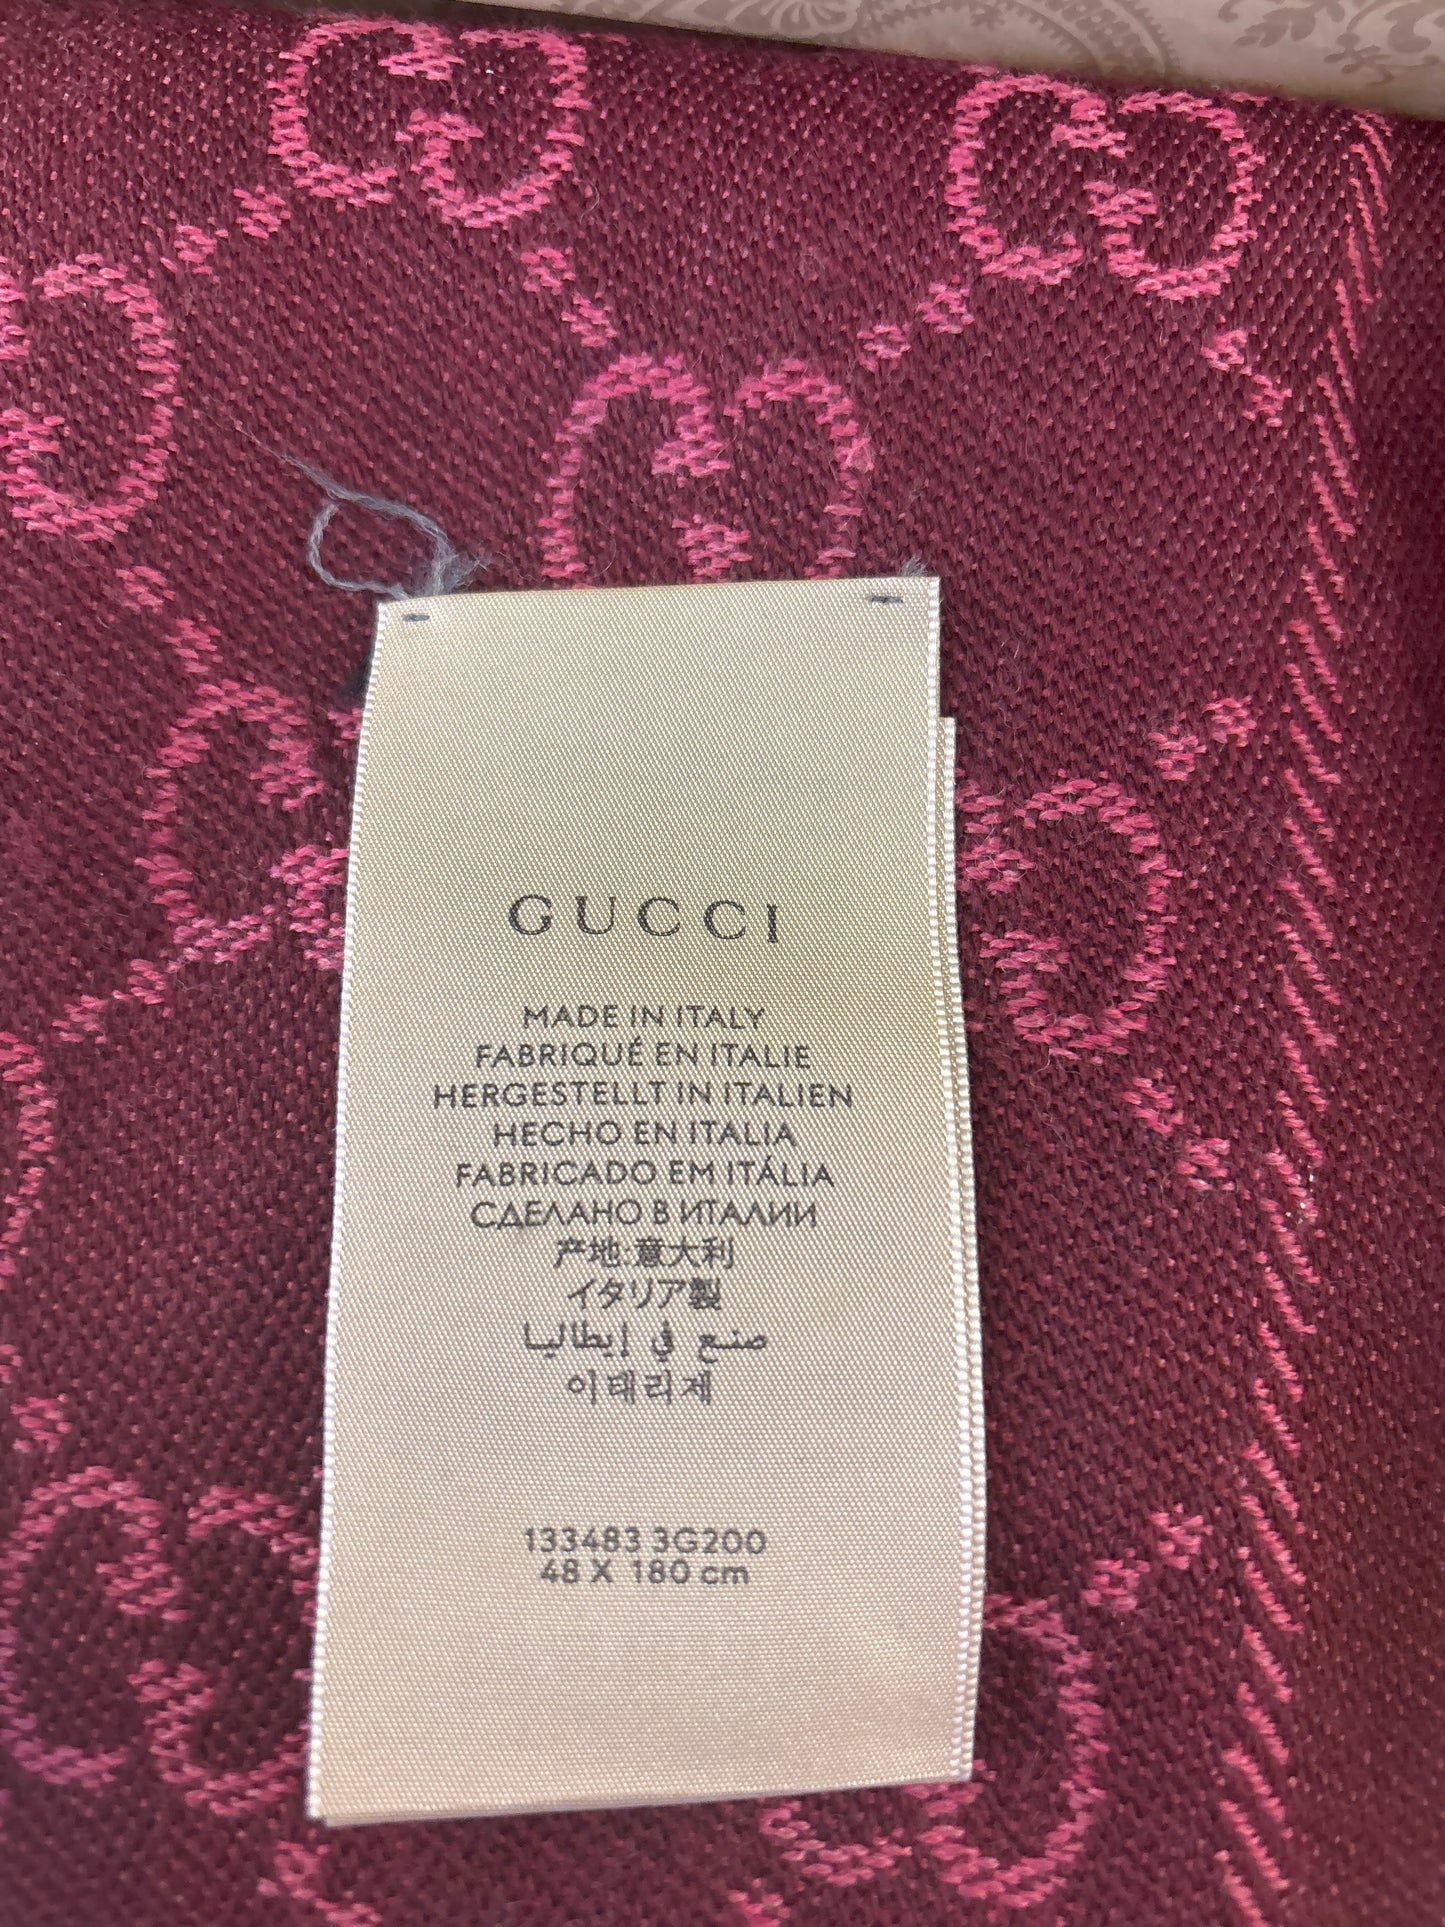 GUCCI
MADE IN ITALY
FABRIQUÉ EN ITALIE
HERGESTELLT IN ITALIEN
HECHO EN ITALIA
FABRICADO EM ITÁLIA
СДЕЛАНО В ИТАЛИИ
产地:意大利
イタリア製
صنع في إيطاليا
이태리제
133483 3G200
48 X 180 cm